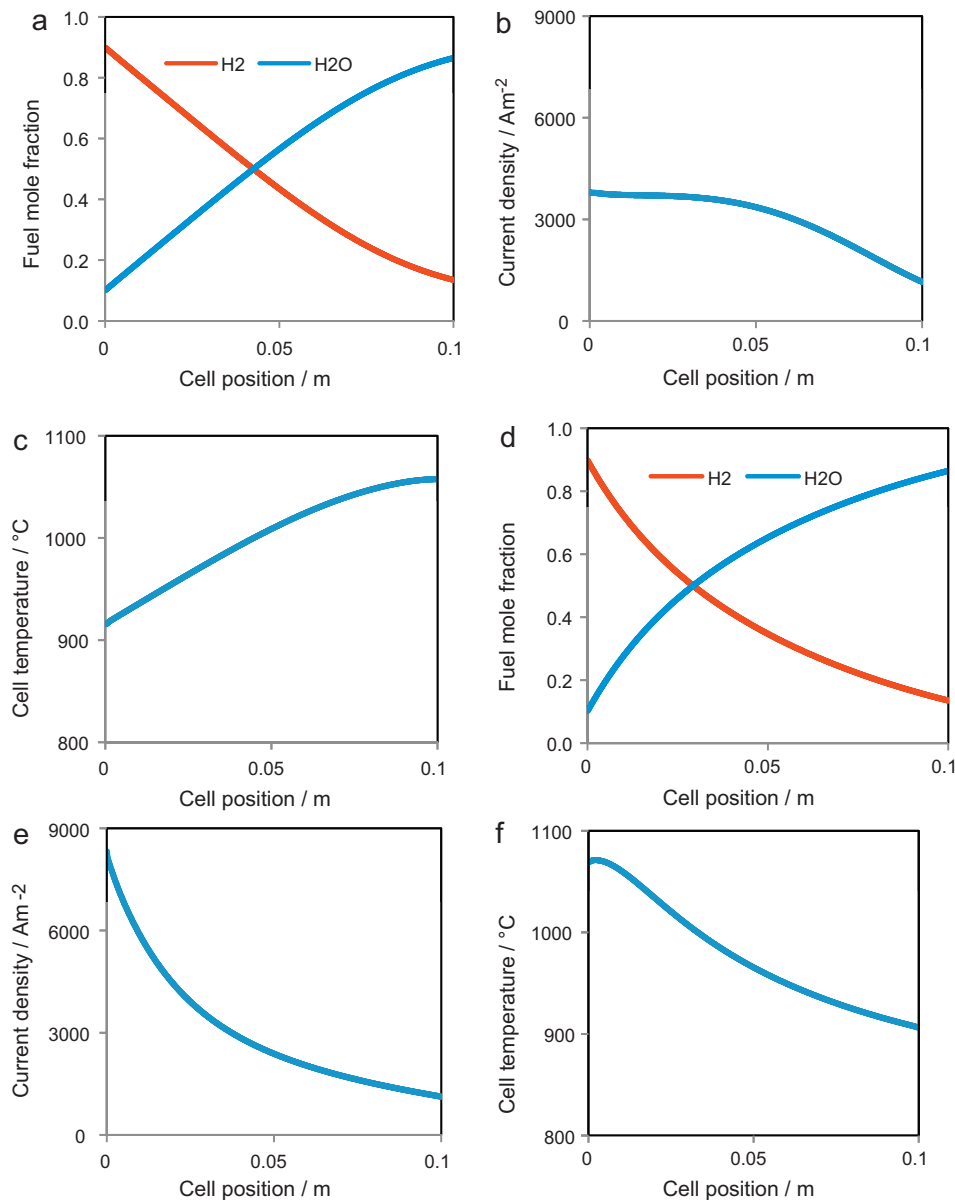 a
1.0
0.8
0.6
0.4
0.2
0.0
Fuel mole fraction
H2 H2O
0 0.05 0.1
Cell position / m
b
9000
6000
3000
0
Current density / Am-2
0 0.05 0.1
Cell position / m
c
1100
1000
900
800
Cell temperature / °C
0 0.05 0.1
Cell position / m
d
1.0
0.8
0.6
0.4
0.2
0.0
Fuel mole fraction
H2 H2O
0 0.05 0.1
Cell position / m
e
9000
6000
3000
0
Current density / Am-2
0 0.05 0.1
Cell position / m
f
1100
1000
900
800
Cell temperature / °C
0 0.05 0.1
Cell position / m